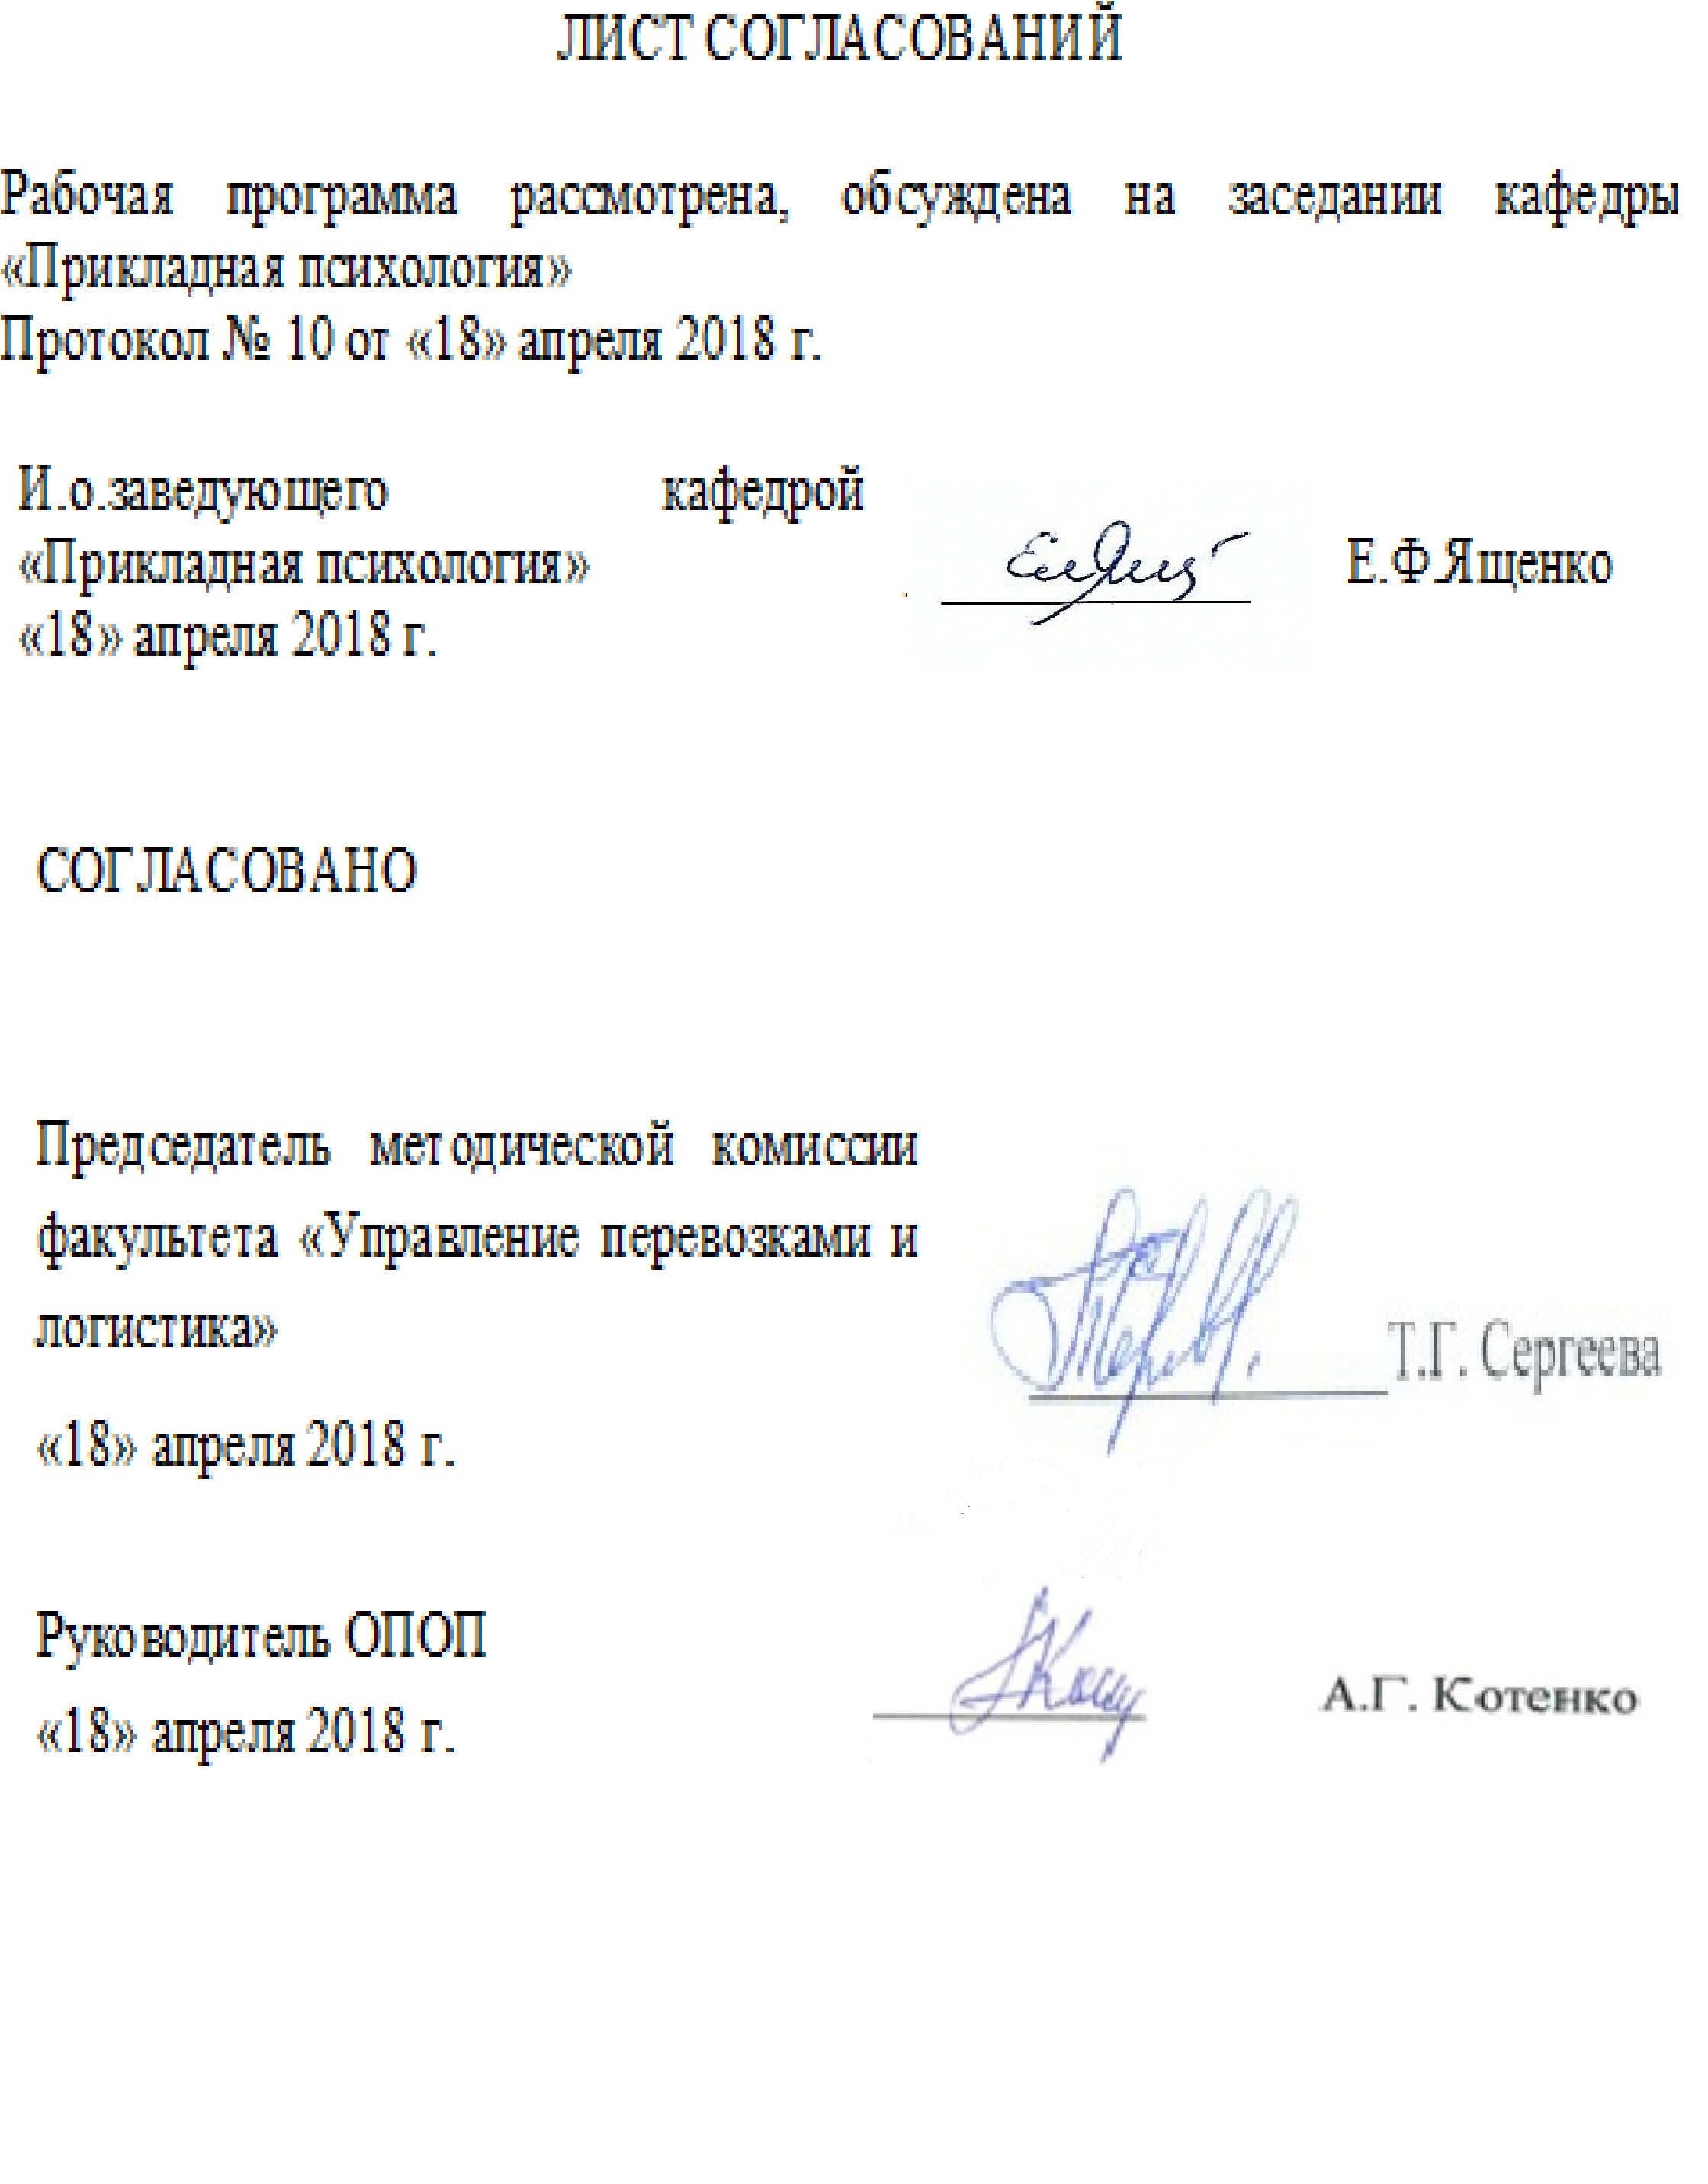 ЛИСТ СОГЛАСОВАНИЙ
Рабочая программа рассмотрена, обсуждена на заседании кафедры
«Прикладная психология»
Протокол № 10 от «18» апреля 2018 г.
И.о.заведующего кафедрой
«Прикладная психология» Е.Ф.Ященко
«18» апреля 2018 г.
СОГЛАСОВАНО
Председатель методической комиссии
факультета «Управление перевозками и
логистика»
Т.Г. Сергеева
«18» апреля 2018 г.
Руководитель ОПОП
А.Г. Котенко
«18» апреля 2018 г.